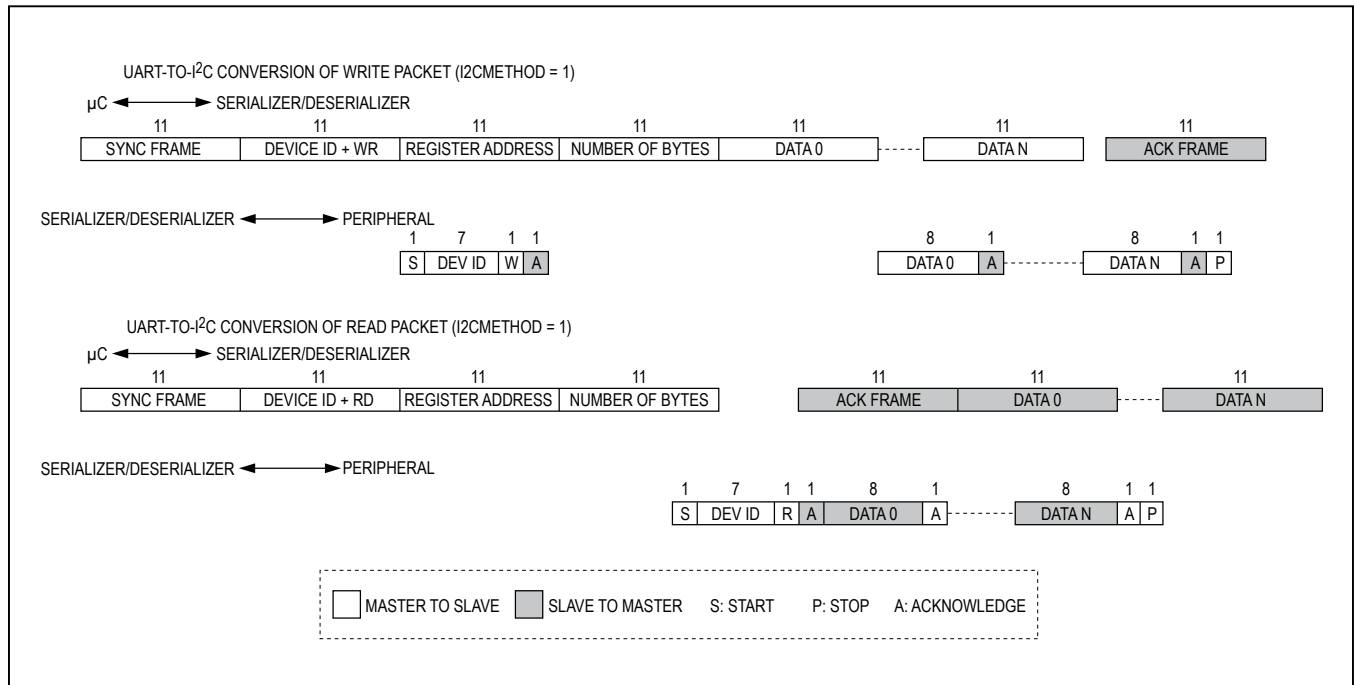 UART-TO-I2C CONVERSION OF WRITE PACKET (I2CMETHOD = 1)
µC SERIALIZER/DESERIALIZER
11 11 11 11 11 11 11
SYNC FRAME DEVICE ID + WR REGISTER ADDRESS NUMBER OF BYTES DATA 0 DATA N ACK FRAME
SERIALIZER/DESERIALIZER PERIPHERAL
1 7 1 1 8 1 8 1 1
S DEV ID W A DATA 0 A DATA N A P
UART-TO-I2C CONVERSION OF READ PACKET (I2CMETHOD = 1)
µC SERIALIZER/DESERIALIZER
11 11 11 11 11 11 11
SYNC FRAME DEVICE ID + RD REGISTER ADDRESS NUMBER OF BYTES ACK FRAME DATA 0 DATA N
SERIALIZER/DESERIALIZER PERIPHERAL
1 7 1 1 8 1 8 1 1
S DEV ID R A DATA 0 A DATA N A P
MASTER TO SLAVE SLAVE TO MASTER S: START P: STOP A: ACKNOWLEDGE